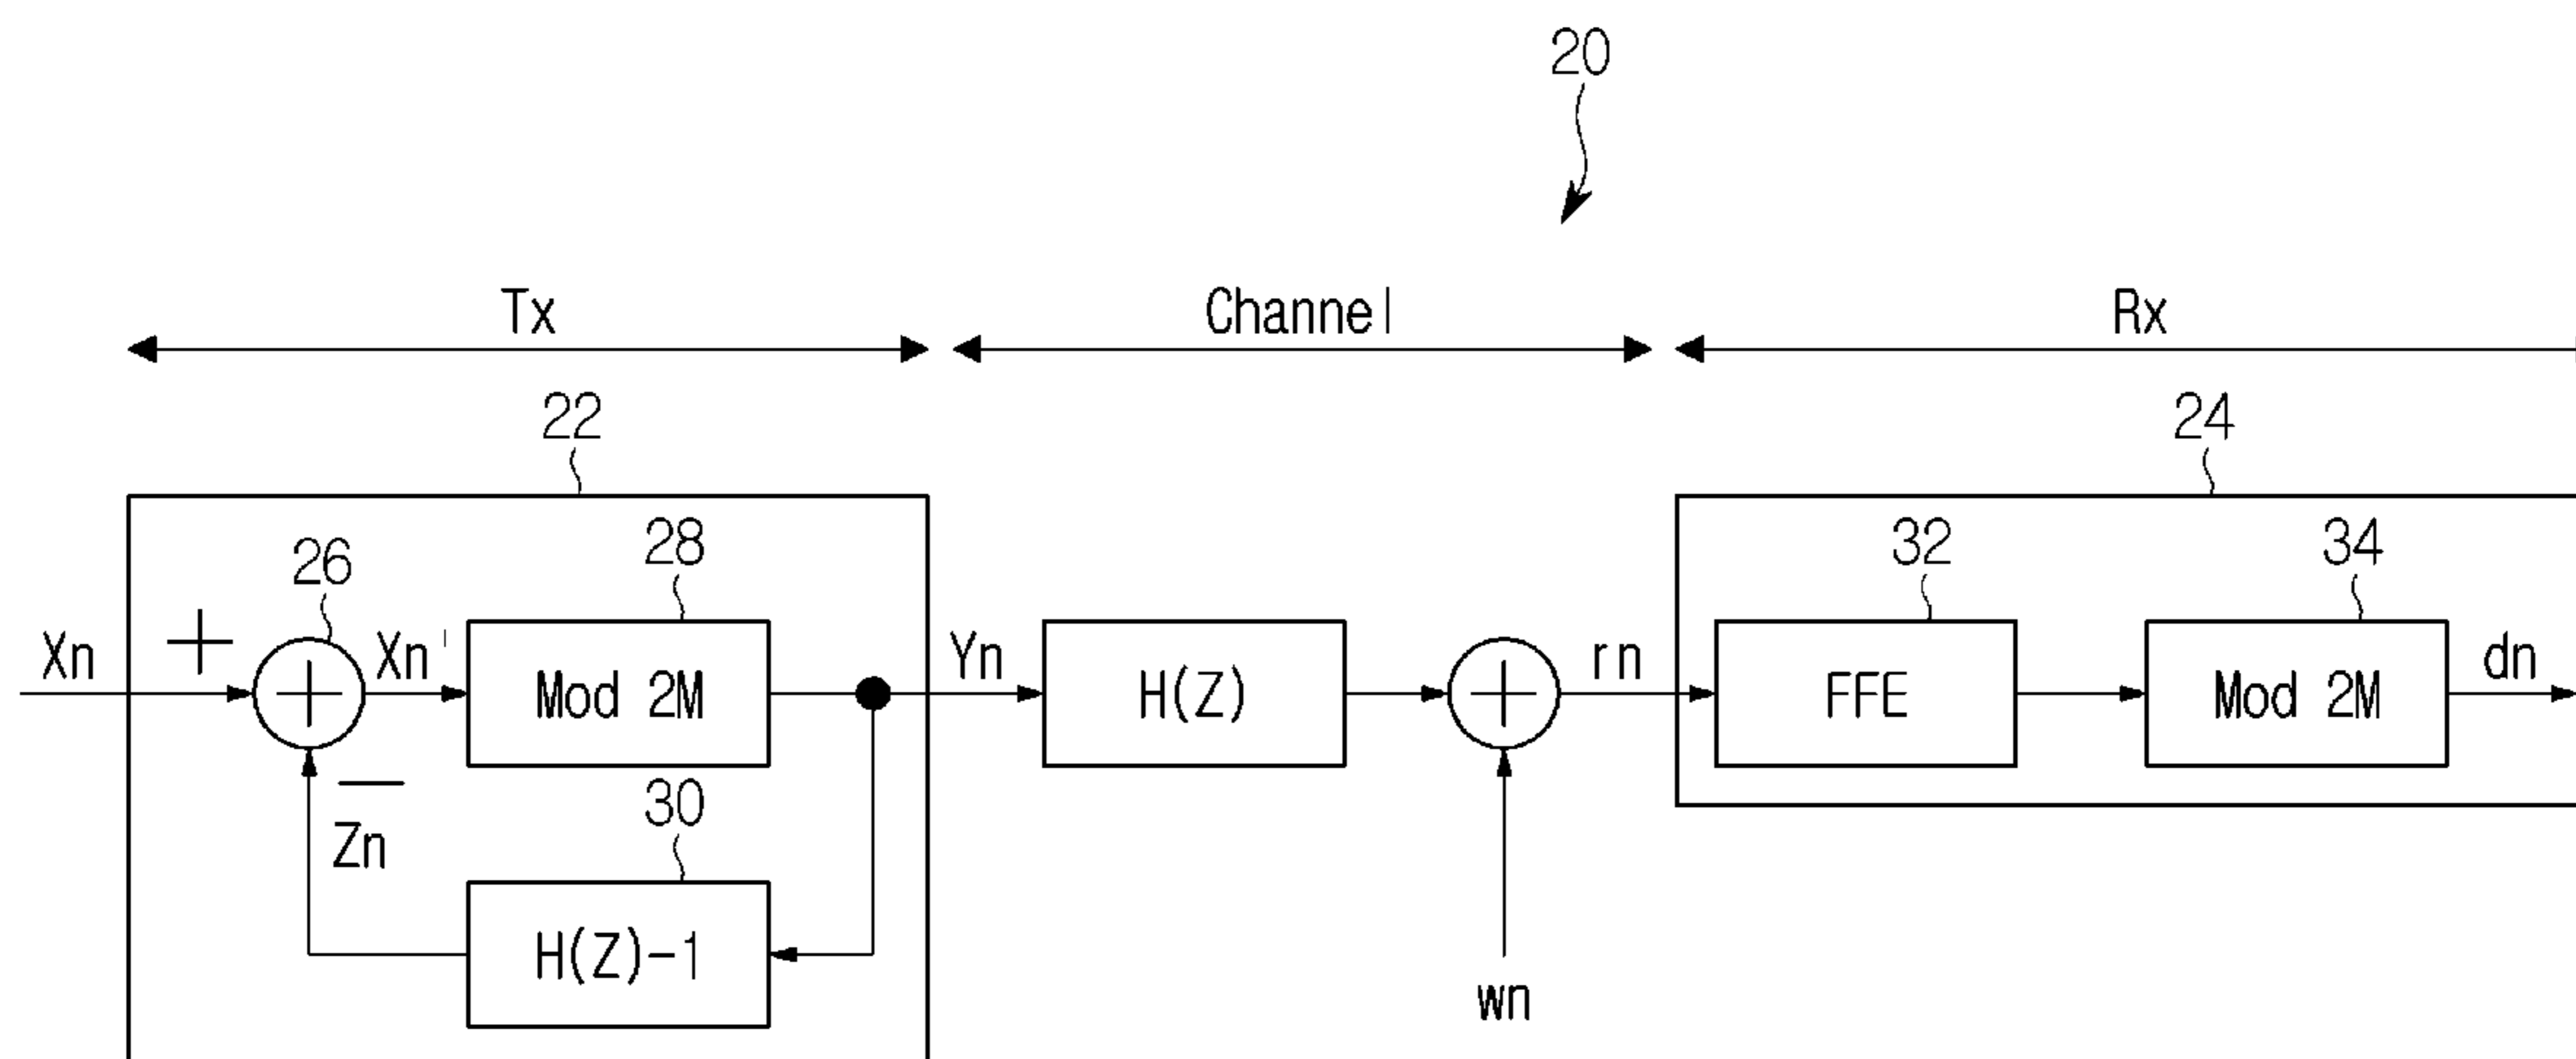 20
Tx Channel Rx
22 24
26 28 32 34
Xn + + Xn' Mod 2M Yn H(Z) + rn FFE Mod 2M dn
− Zn 30
H(Z)-1
wn